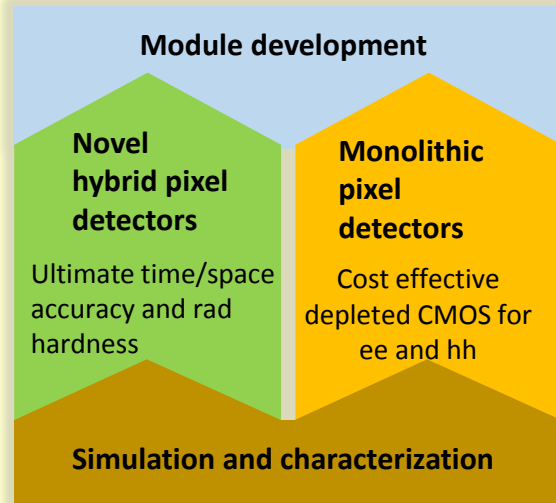 Module development
Novel
hybrid pixel
detectors
Ultimate time/space
accuracy and rad
hardness
Monolithic
pixel
detectors
Cost effective
depleted CMOS for
ee and hh
Simulation and characterization